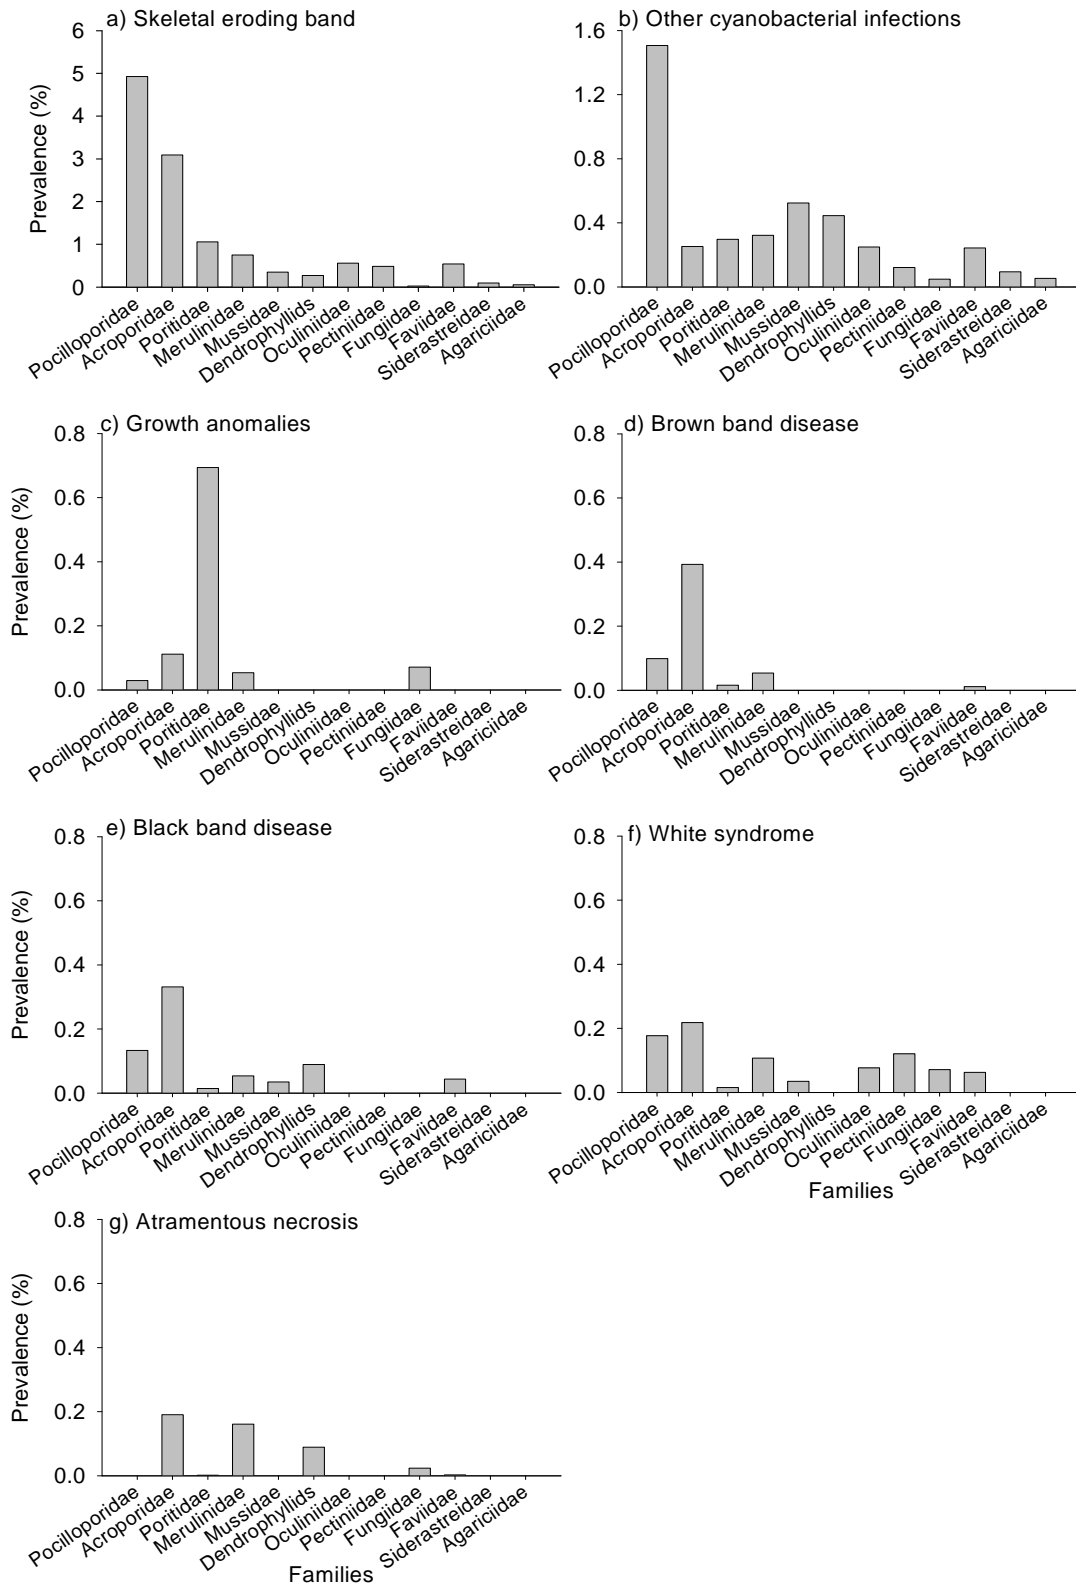 a) Skeletal eroding band
Prevalence (%)
6
5
4
3
2
1
0
Pocilloporidae
Acroporidae
Poritidae
Merulinidae
Mussidae
Dendrophyllids
Oculiniidae
Pectiniidae
Fungiidae
Faviidae
Siderastreidae
Agariciidae
b) Other cyanobacterial infections
1.6
1.2
0.8
0.4
0.0
Pocilloporidae
Acroporidae
Poritidae
Merulinidae
Mussidae
Dendrophyllids
Oculiniidae
Pectiniidae
Fungiidae
Faviidae
Siderastreidae
Agariciidae
c) Growth anomalies
Prevalence (%)
0.8
0.6
0.4
0.2
0.0
Pocilloporidae
Acroporidae
Poritidae
Merulinidae
Mussidae
Dendrophyllids
Oculiniidae
Pectiniidae
Fungiidae
Faviidae
Siderastreidae
Agariciidae
d) Brown band disease
0.8
0.6
0.4
0.2
0.0
Pocilloporidae
Acroporidae
Poritidae
Merulinidae
Mussidae
Dendrophyllids
Oculiniidae
Pectiniidae
Fungiidae
Faviidae
Siderastreidae
Agariciidae
e) Black band disease
Prevalence (%)
0.8
0.6
0.4
0.2
0.0
Pocilloporidae
Acroporidae
Poritidae
Merulinidae
Mussidae
Dendrophyllids
Oculiniidae
Pectiniidae
Fungiidae
Faviidae
Siderastreidae
Agariciidae
f) White syndrome
0.8
0.6
0.4
0.2
0.0
Pocilloporidae
Acroporidae
Poritidae
Merulinidae
Mussidae
Dendrophyllids
Oculiniidae
Pectiniidae
Fungiidae
Faviidae
Siderastreidae
Agariciidae
Families
g) Atramentous necrosis
Prevalence (%)
0.8
0.6
0.4
0.2
0.0
Pocilloporidae
Acroporidae
Poritidae
Merulinidae
Mussidae
Dendrophyllids
Oculiniidae
Pectiniidae
Fungiidae
Faviidae
Siderastreidae
Agariciidae
Families